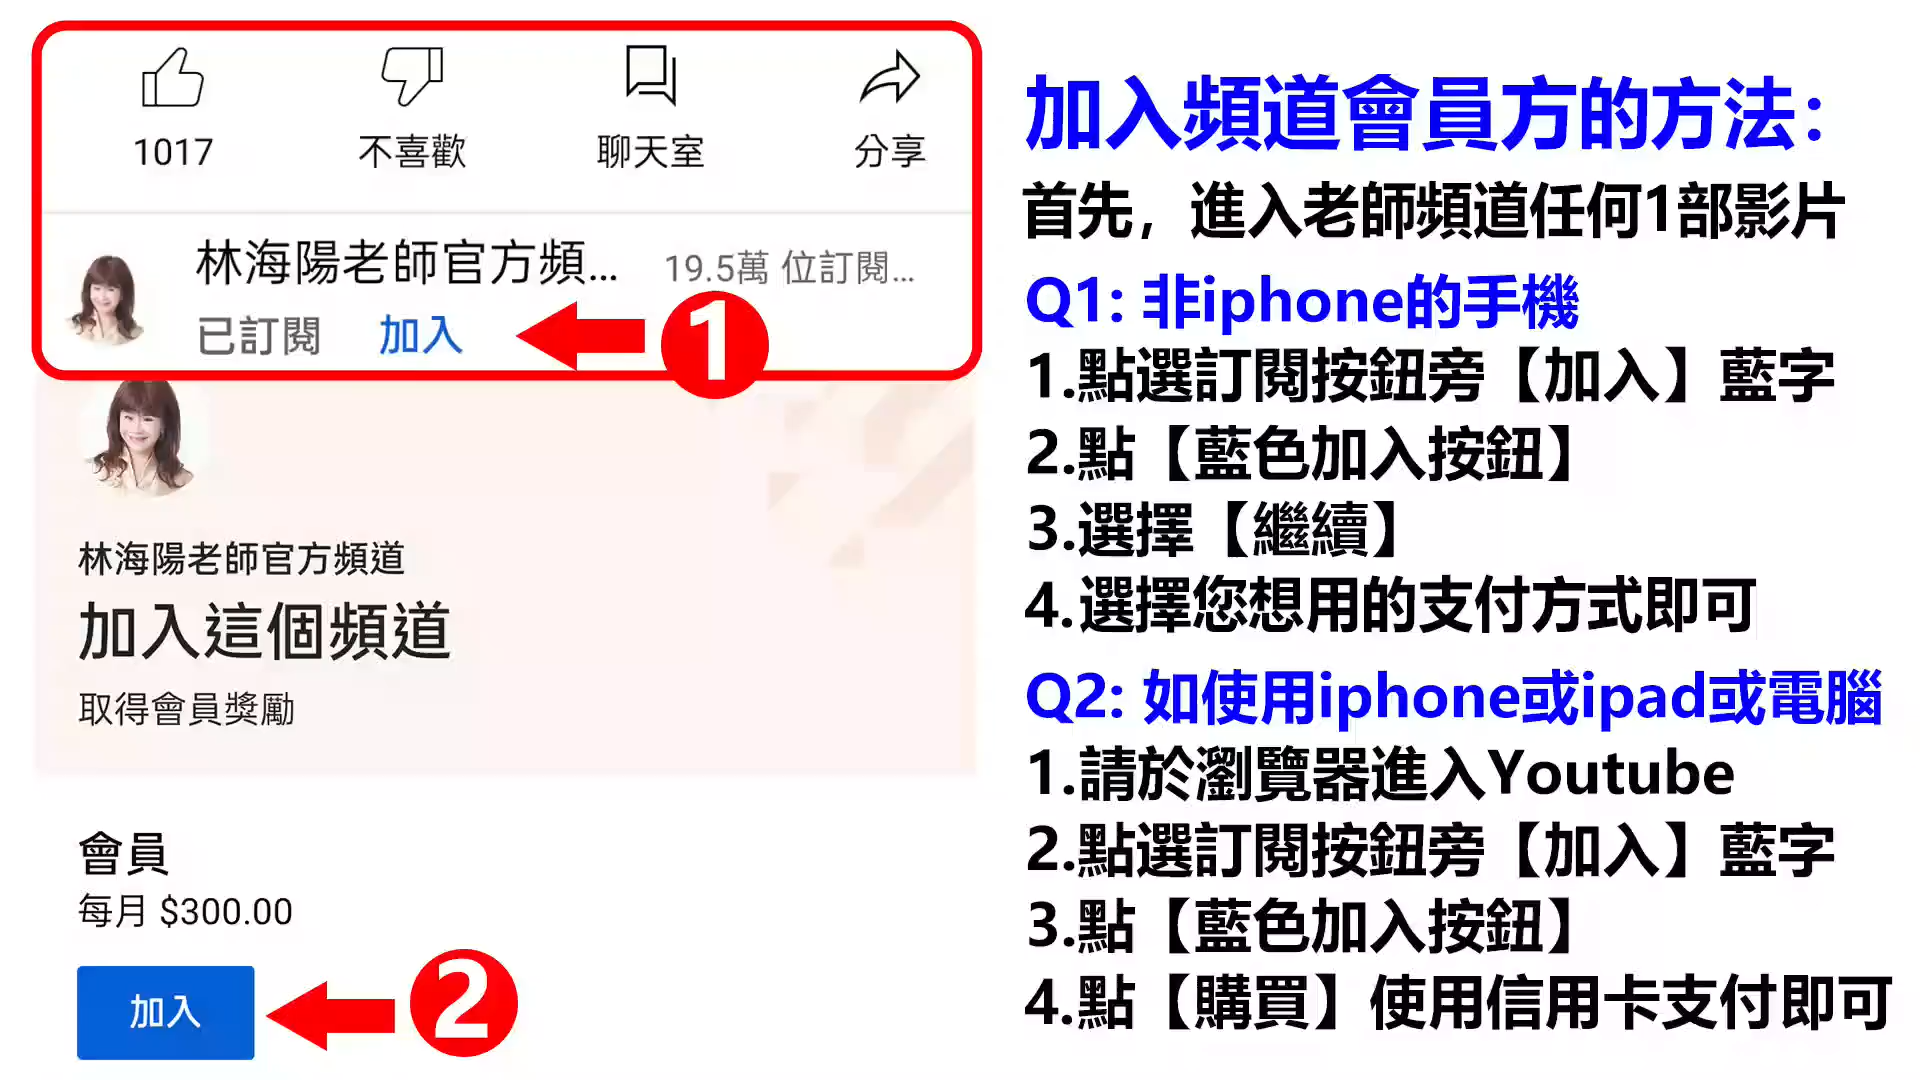 1017
不喜歡
聊天室
分享
林海陽老師官方頻... 19.5萬 位訂閱...
已訂閱 加入
1
林海陽老師官方頻道
加入這個頻道
取得會員獎勵
會員
每月 $300.00
加入
2
加入頻道會員方的方法：
首先，進入老師頻道任何1部影片
Q1: 非iphone的手機
1.點選訂閱按鈕旁【加入】藍字
2.點【藍色加入按鈕】
3.選擇【繼續】
4.選擇您想用的支付方式即可
Q2: 如使用iphone或ipad或電腦
1.請於瀏覽器進入Youtube
2.點選訂閱按鈕旁【加入】藍字
3.點【藍色加入按鈕】
4.點【購買】使用信用卡支付即可